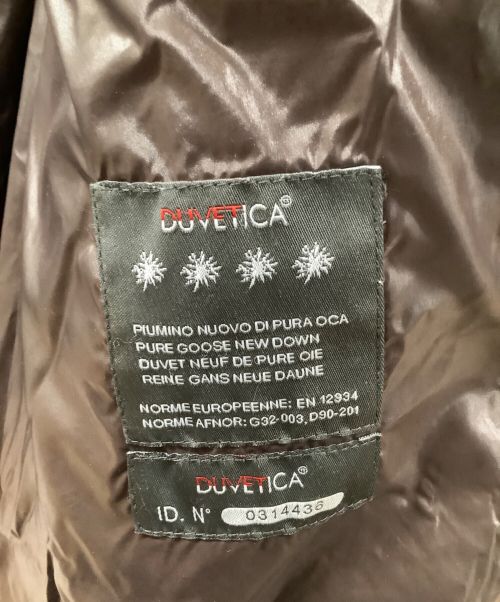 DUVETICA®
PIUMINO NUOVO DI PURA OCA
PURE GOOSE NEW DOWN
DUVET NEUF DE PURE OIE
REINE GANS NEUE DAUNE
NORME EUROPEENNE: EN 12934
NORME AFNOR: G32-003, D90-201
DUVETICA®
ID. N° 0314436